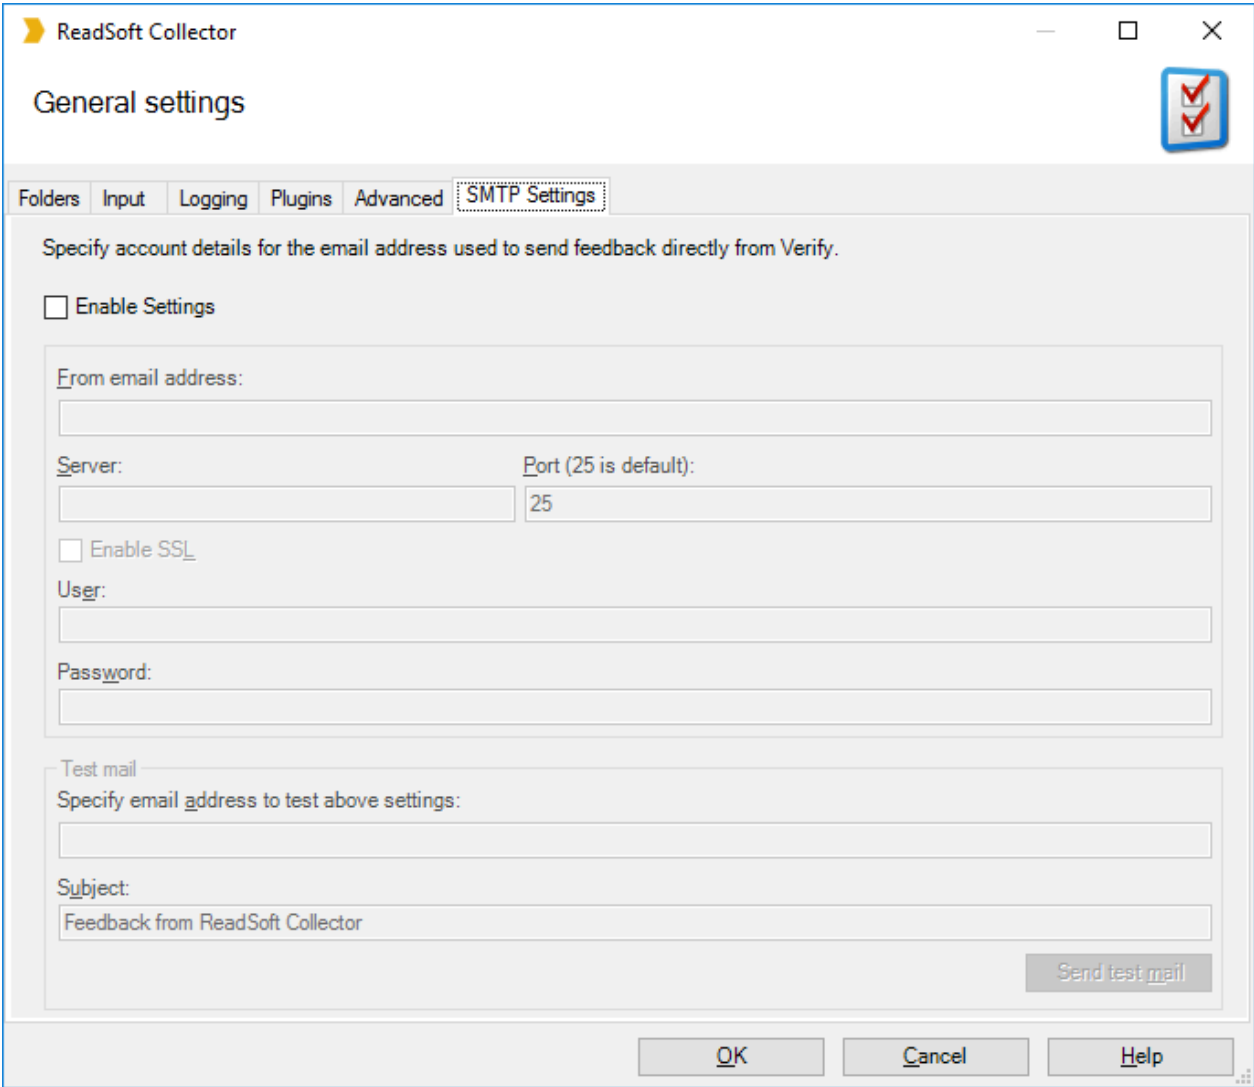 ReadSoft Collector
General settings
Folders Input Logging Plugins Advanced SMTP Settings
Specify account details for the email address used to send feedback directly from Verify.
Enable Settings
From email address:
Server: Port (25 is default):
25
Enable SSL
User:
Password:
Test mail
Specify email address to test above settings:
Subject:
Feedback from ReadSoft Collector
Send test mail
OK Cancel Help